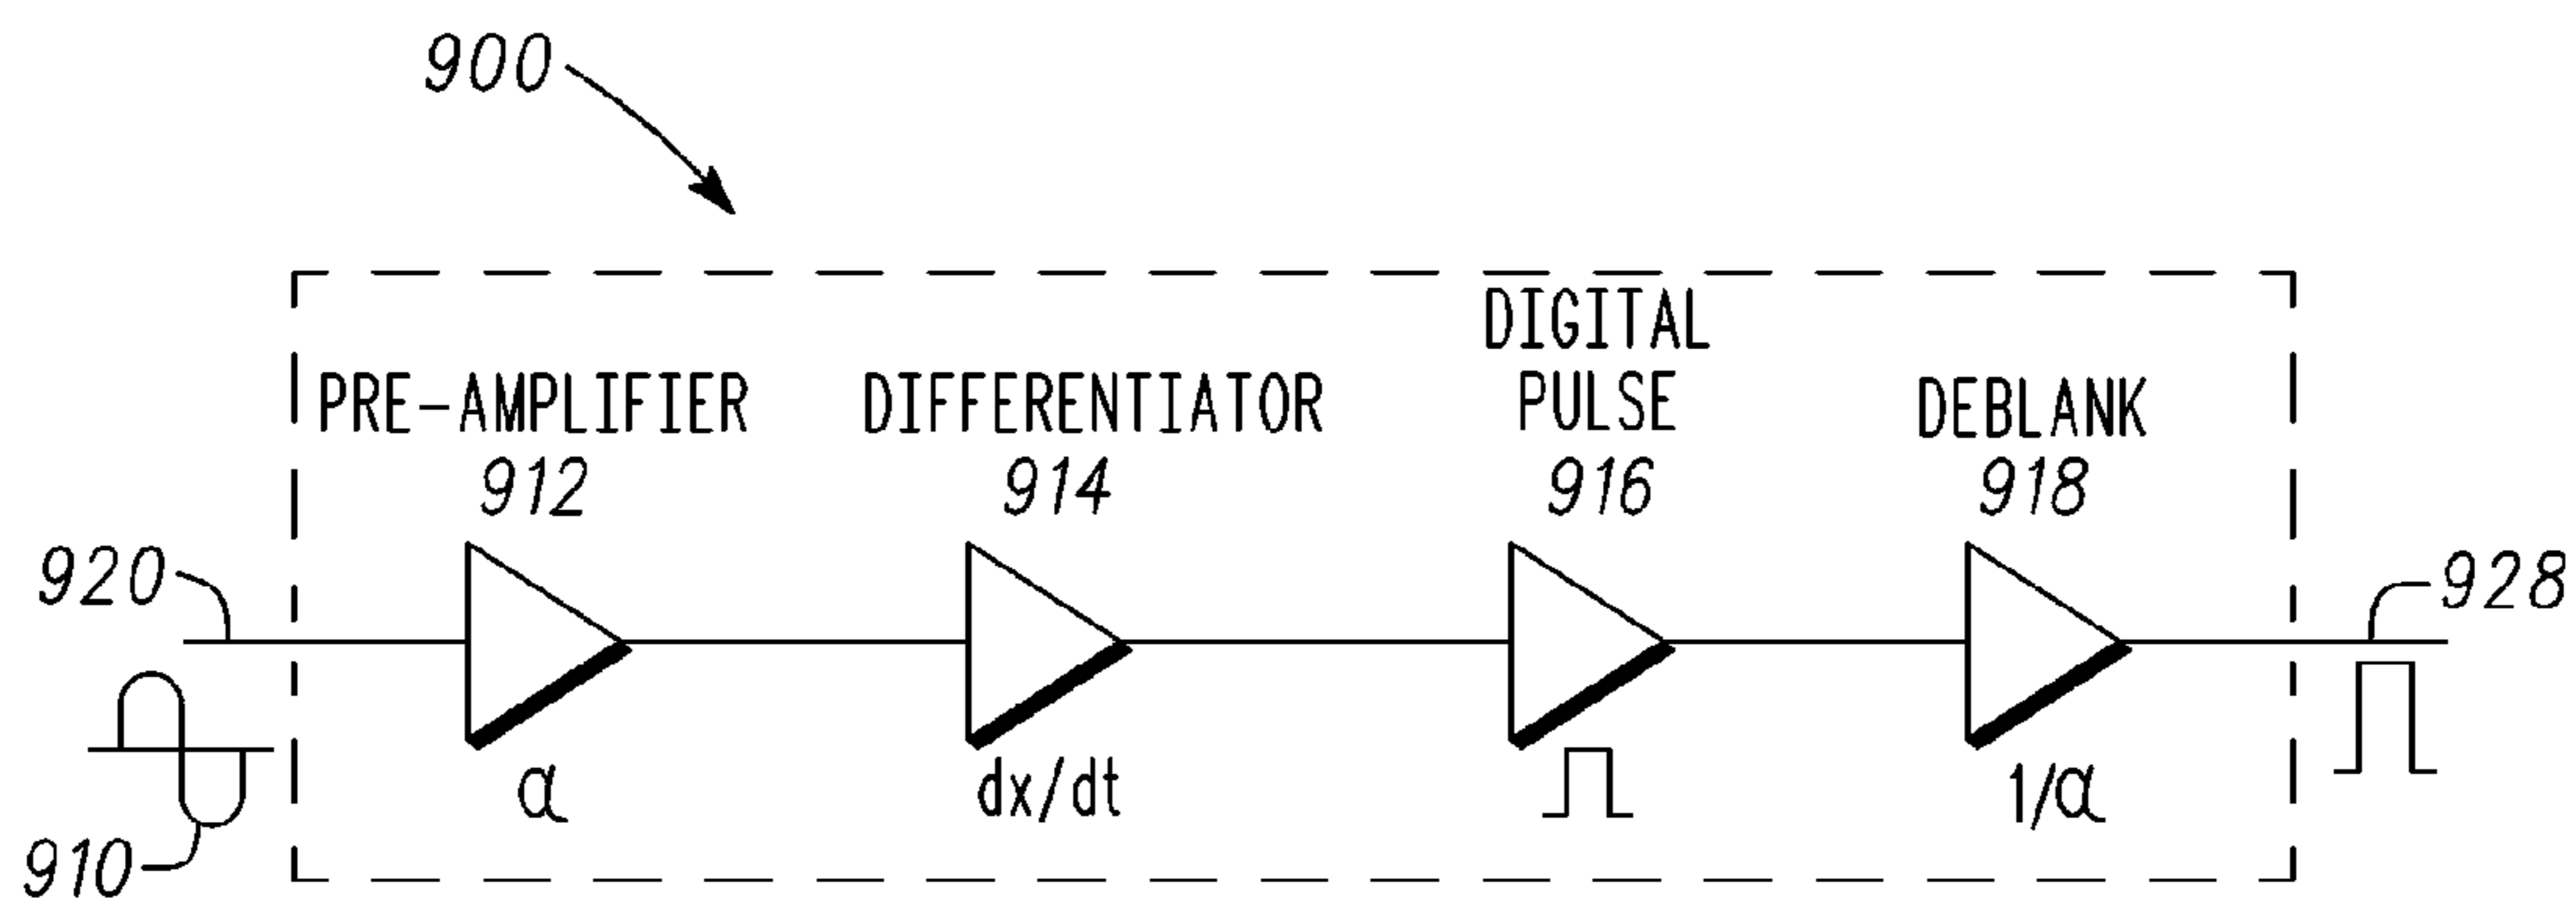 900
DIGITAL
PRE-AMPLIFIER DIFFERENTIATOR PULSE DEBLANK
912 914 916 918
920 928
α dx/dt 1/α
910